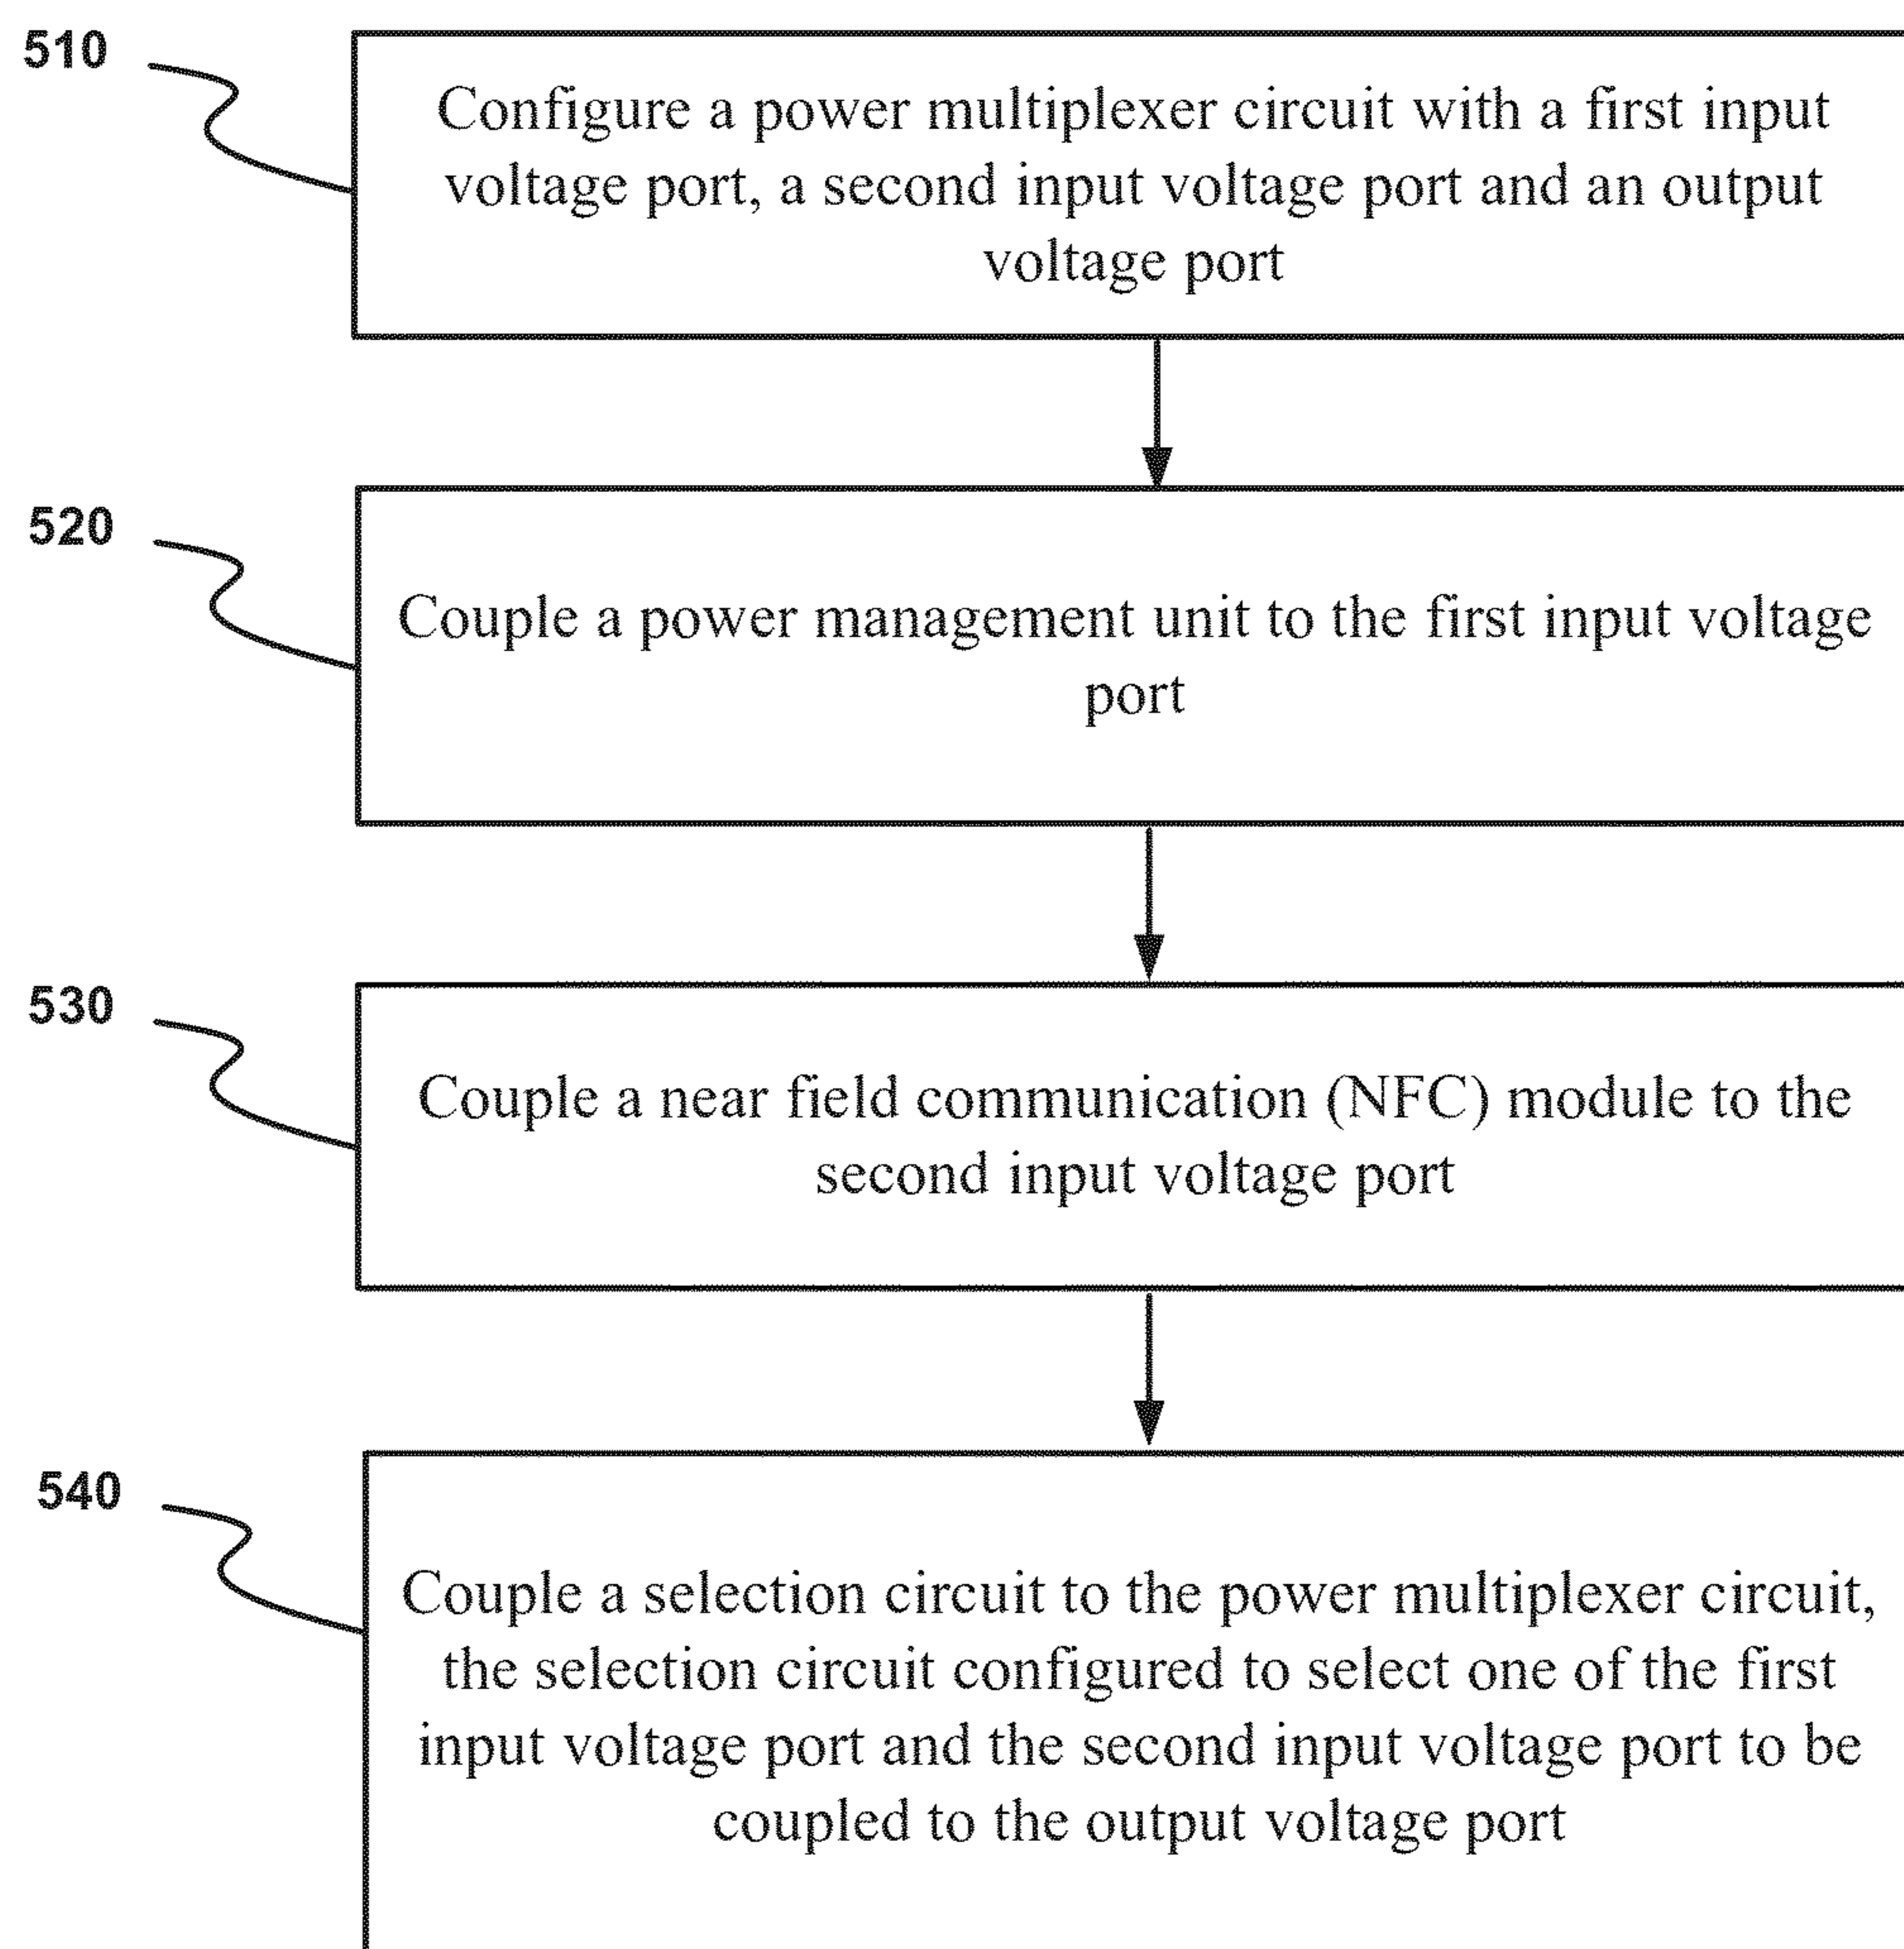 510
Configure a power multiplexer circuit with a first input
voltage port, a second input voltage port and an output
voltage port
520
Couple a power management unit to the first input voltage
port
530
Couple a near field communication (NFC) module to the
second input voltage port
540
Couple a selection circuit to the power multiplexer circuit,
the selection circuit configured to select one of the first
input voltage port and the second input voltage port to be
coupled to the output voltage port